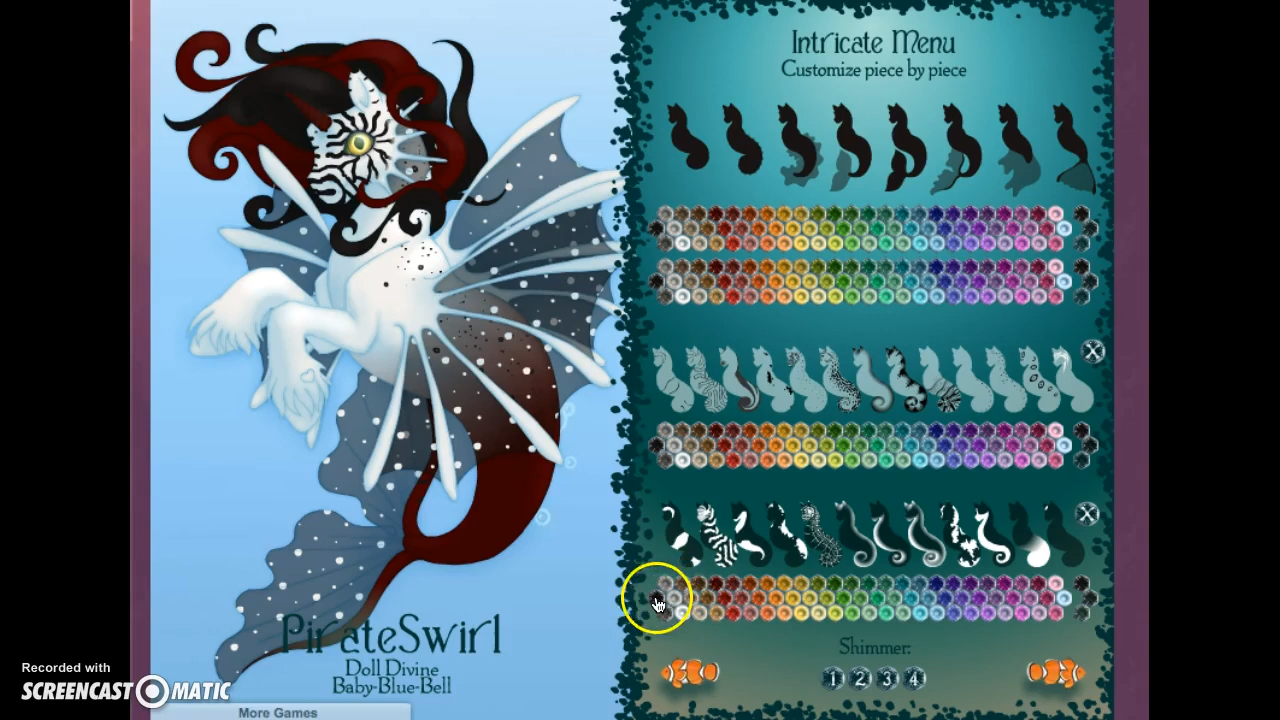 Intricate Menu
Customize piece by piece
PirateSwirl
Doll Divine
Baby-Blue-Bell
Shimmer:
1 2 3 4
Recorded with
SCREENCAST MATIC
More Games